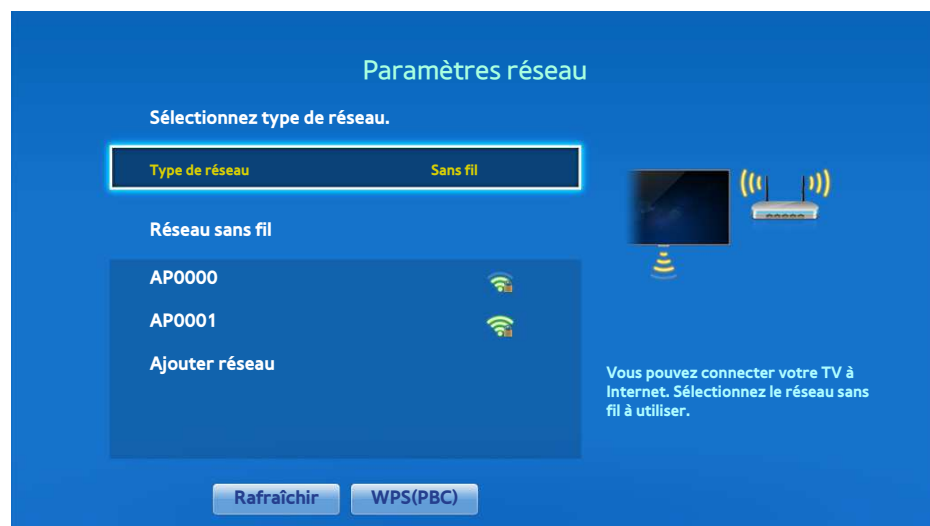 Paramètres réseau
Sélectionnez type de réseau.
Type de réseau Sans fil
Réseau sans fil
AP0000
AP0001
Ajouter réseau
Vous pouvez connecter votre TV à
Internet. Sélectionnez le réseau sans
fil à utiliser.
Rafraîchir WPS(PBC)